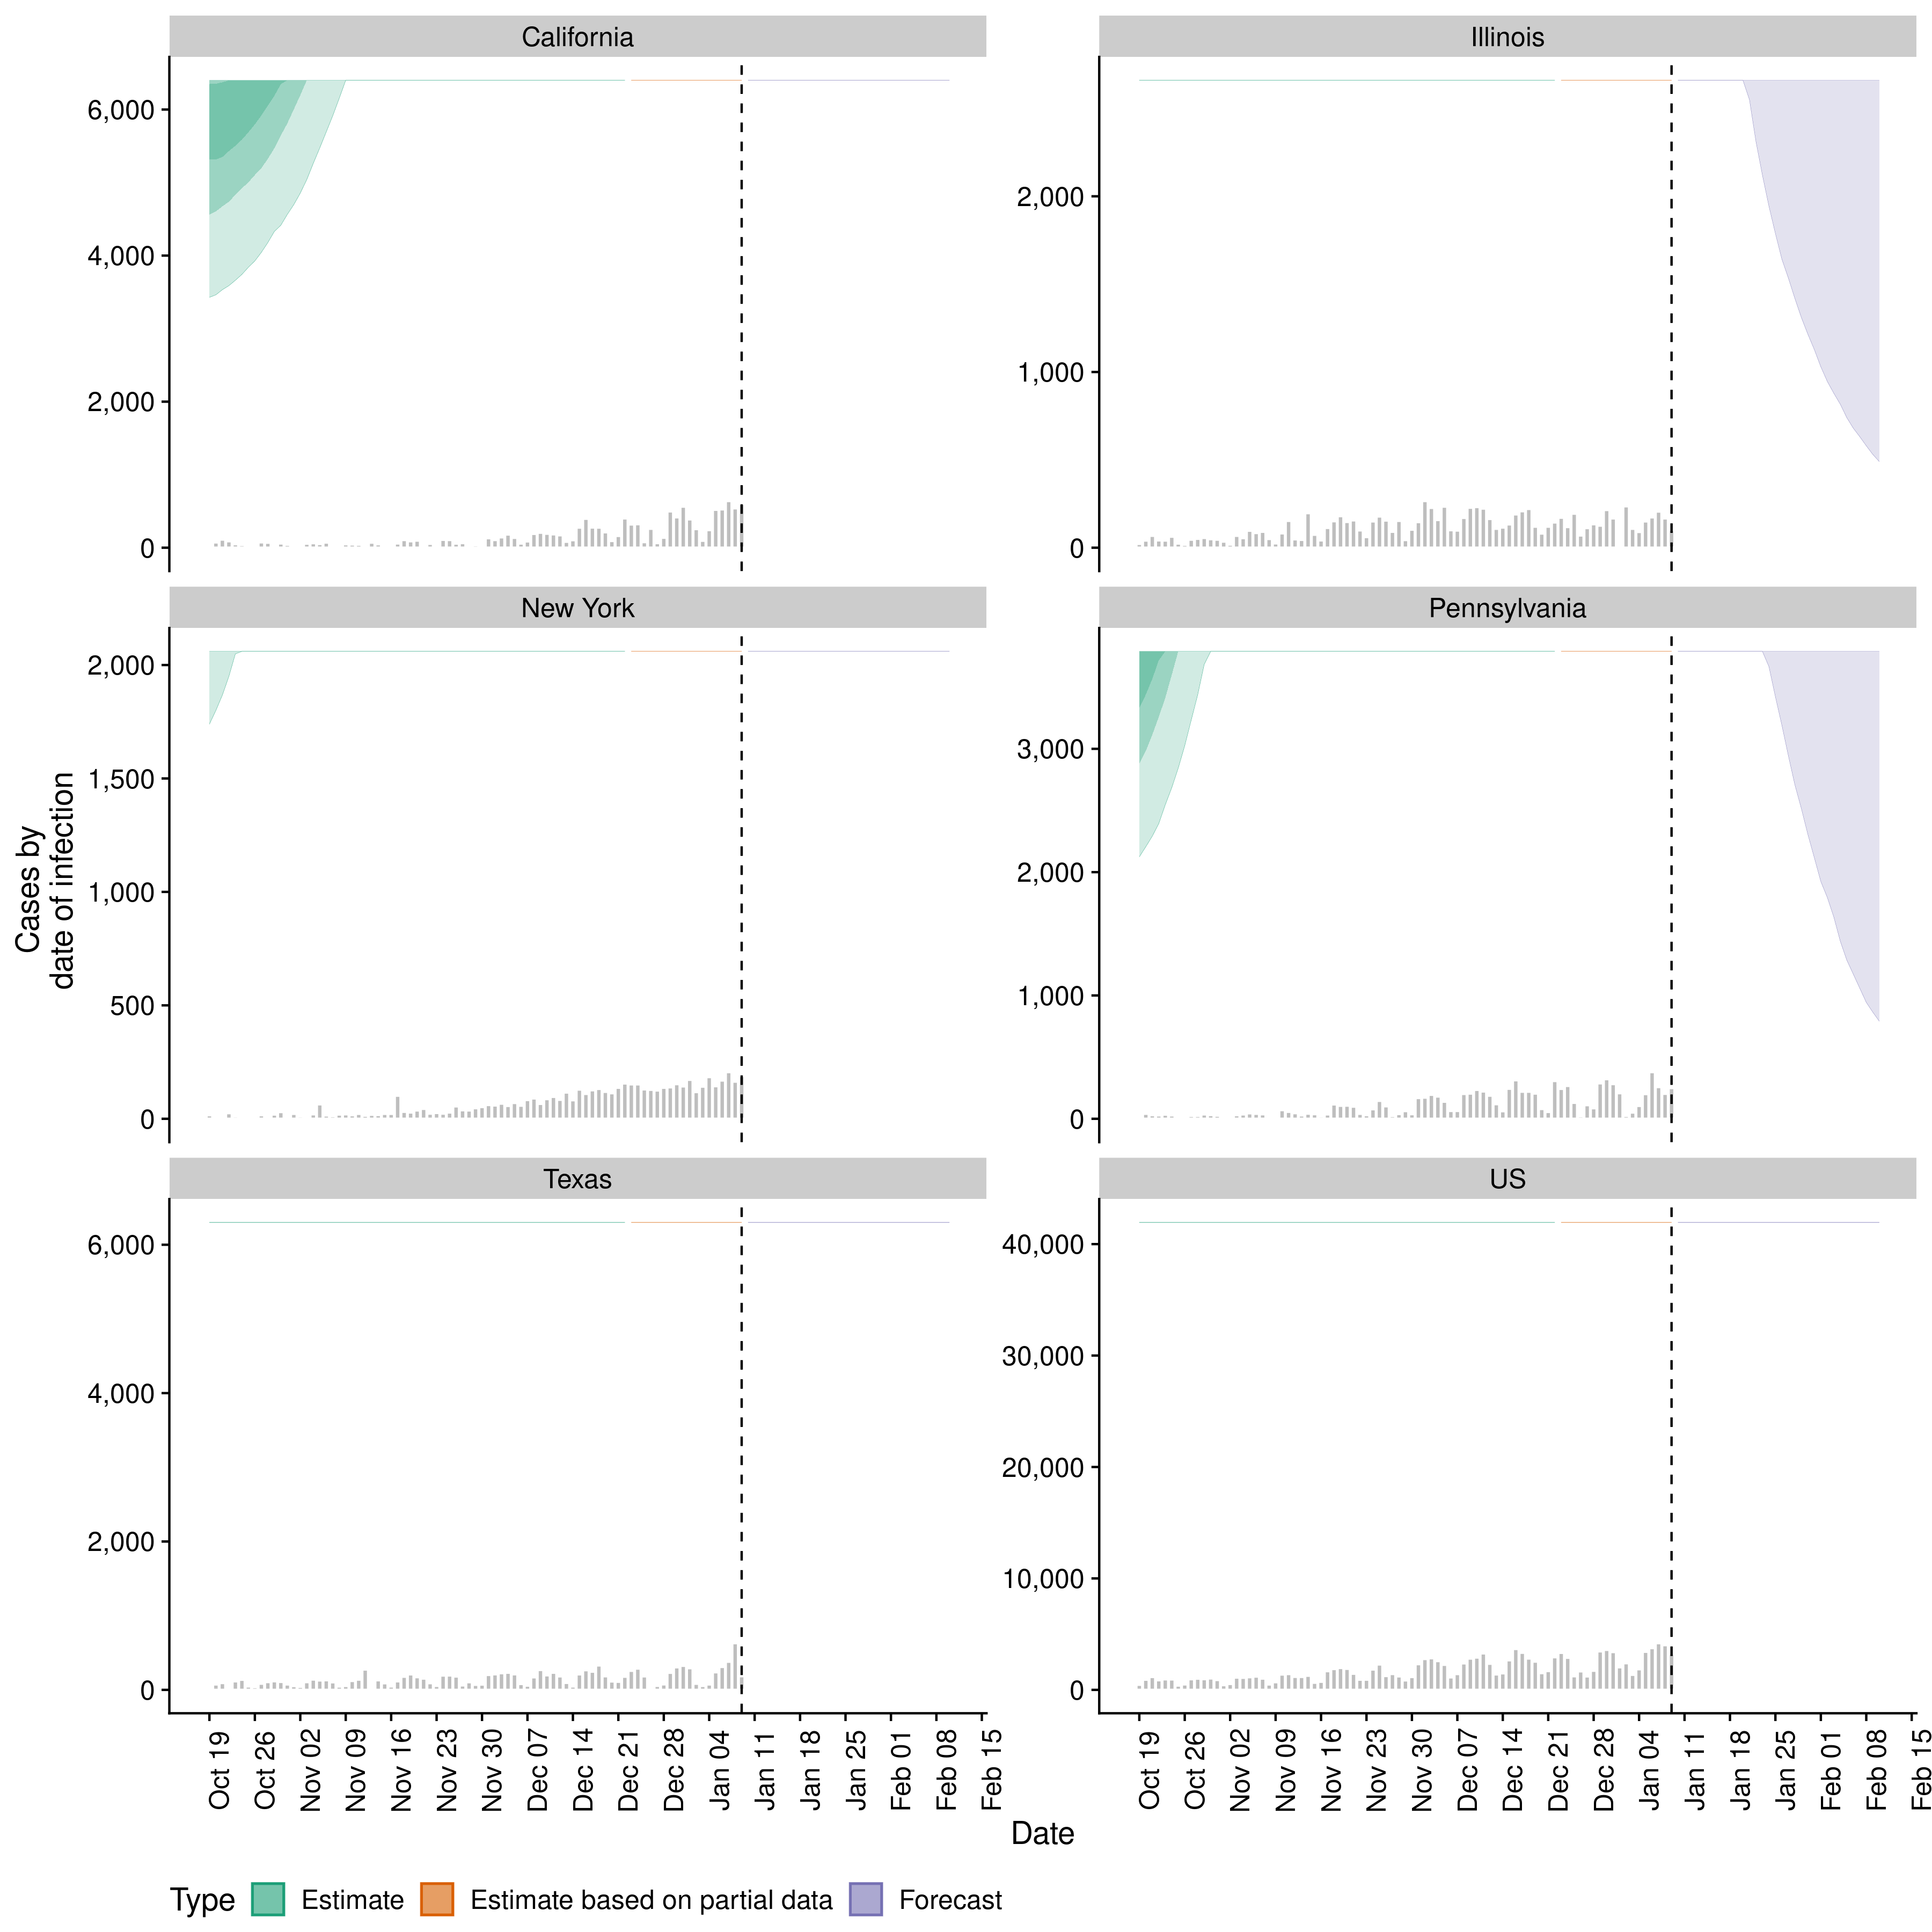 California
Illinois
6,000
4,000
2,000
0
2,000
1,000
0
New York
Pennsylvania
2,000
1,500
1,000
500
0
3,000
2,000
1,000
0
Cases by
date of infection
Texas
US
6,000
4,000
2,000
0
40,000
30,000
20,000
10,000
0
Oct 19 Oct 26 Nov 02 Nov 09 Nov 16 Nov 23 Nov 30 Dec 07 Dec 14 Dec 21 Dec 28 Jan 04 Jan 11 Jan 18 Jan 25 Feb 01 Feb 08 Feb 15
Oct 19 Oct 26 Nov 02 Nov 09 Nov 16 Nov 23 Nov 30 Dec 07 Dec 14 Dec 21 Dec 28 Jan 04 Jan 11 Jan 18 Jan 25 Feb 01 Feb 08 Feb 15
Date
Type Estimate Estimate based on partial data Forecast